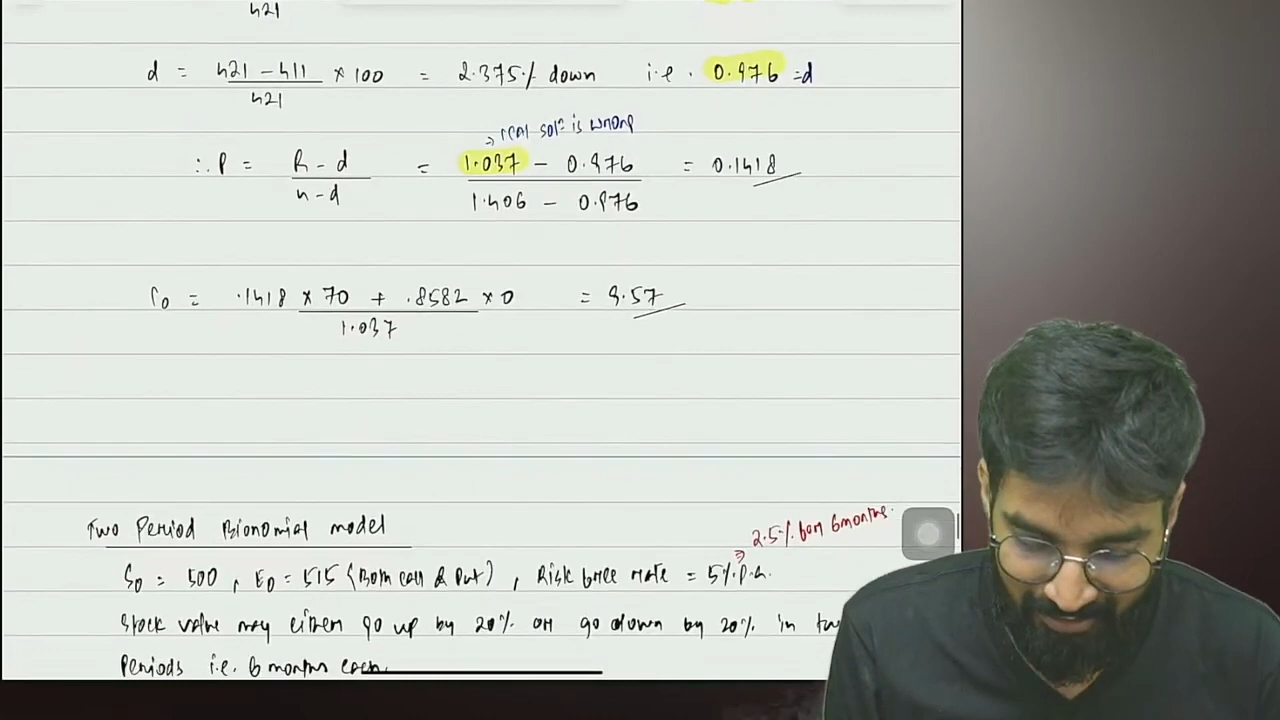 421
d = 421 - 411 × 100 = 2.375% down i.e. 0.976 = d
421
→ real solⁿ is wrong
∴ P = R - d = 1.037 - 0.976 = 0.1418
u - d 1.406 - 0.976
C₀ = .1418 × 70 + .8582 × 0 = 9.57
1.037
2.5% for 6 months.
Two Period Bionomial model
S₀ = 500, E₀ = 515 (Both call & Put), Risk free rate = 5% p.a.
Stock value may either go up by 20% or go down by 20% in
Periods i.e. 6 months each.